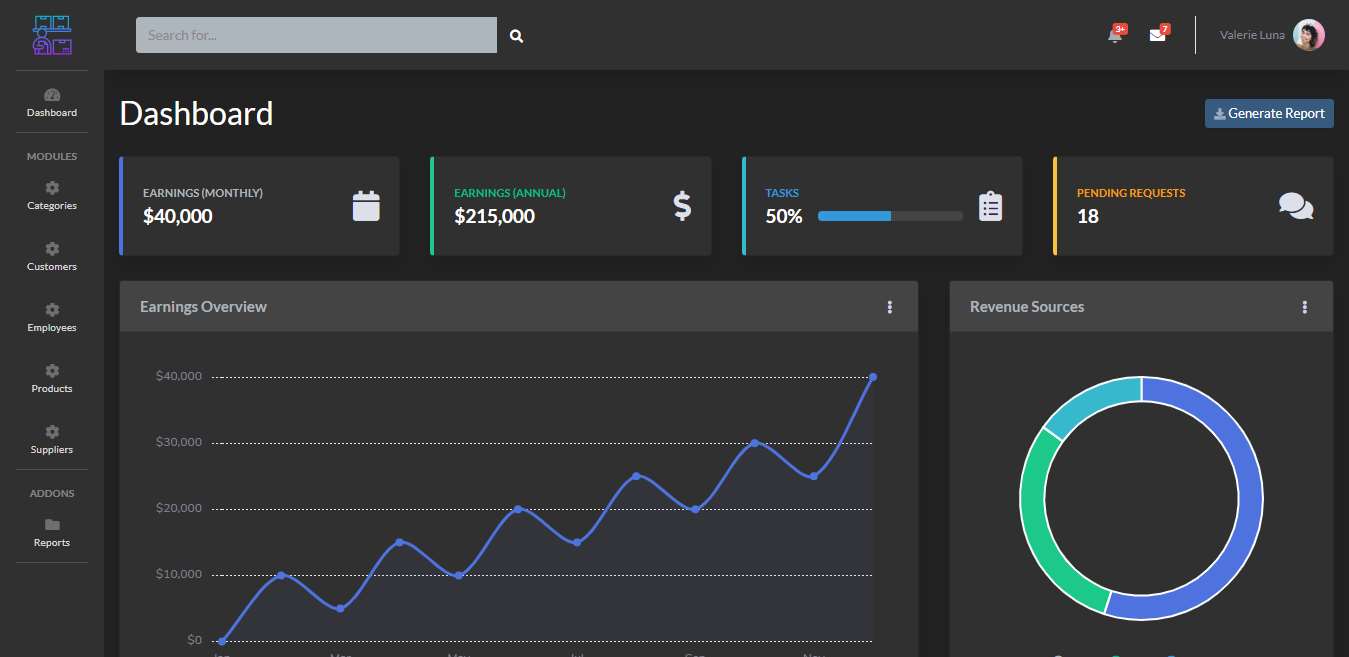 Search for...
3+
7
Valerie Luna
Dashboard
MODULES
Categories
Customers
Employees
Products
Suppliers
ADDONS
Reports
Dashboard
Generate Report
EARNINGS (MONTHLY)
$40,000
EARNINGS (ANNUAL)
$215,000
TASKS
50%
PENDING REQUESTS
18
Earnings Overview
$40,000
$30,000
$20,000
$10,000
$0
Revenue Sources